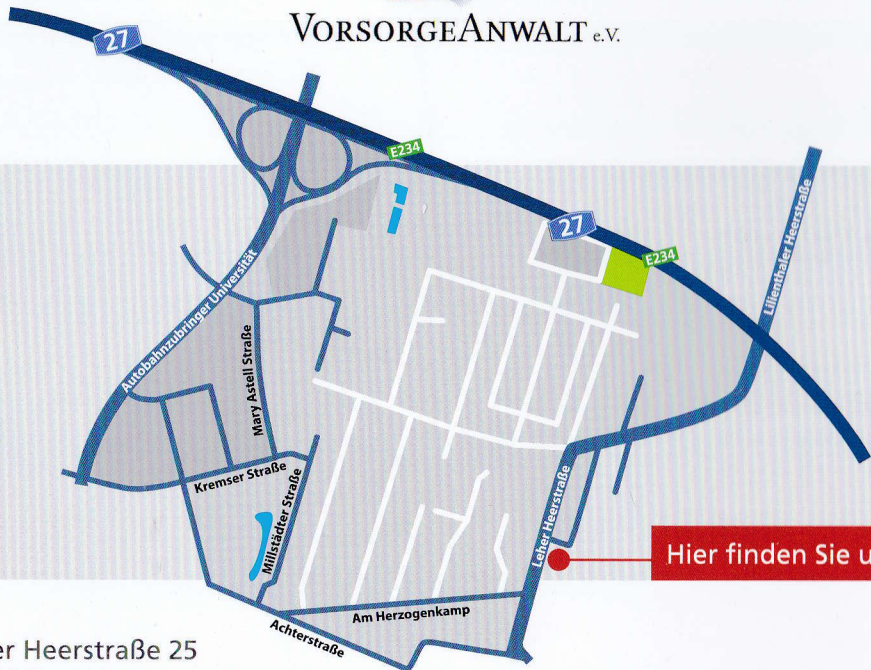 VORSORGEANWALT e.V.
27
E234
27
E234
Lilienthaler Heerstraße
Autobahnzubringer Universität
Mary Astell Straße
Kremser Straße
Millstädter Straße
Leher Heerstraße
Hier finden Sie u
Am Herzogenkamp
Achterstraße
er Heerstraße 25